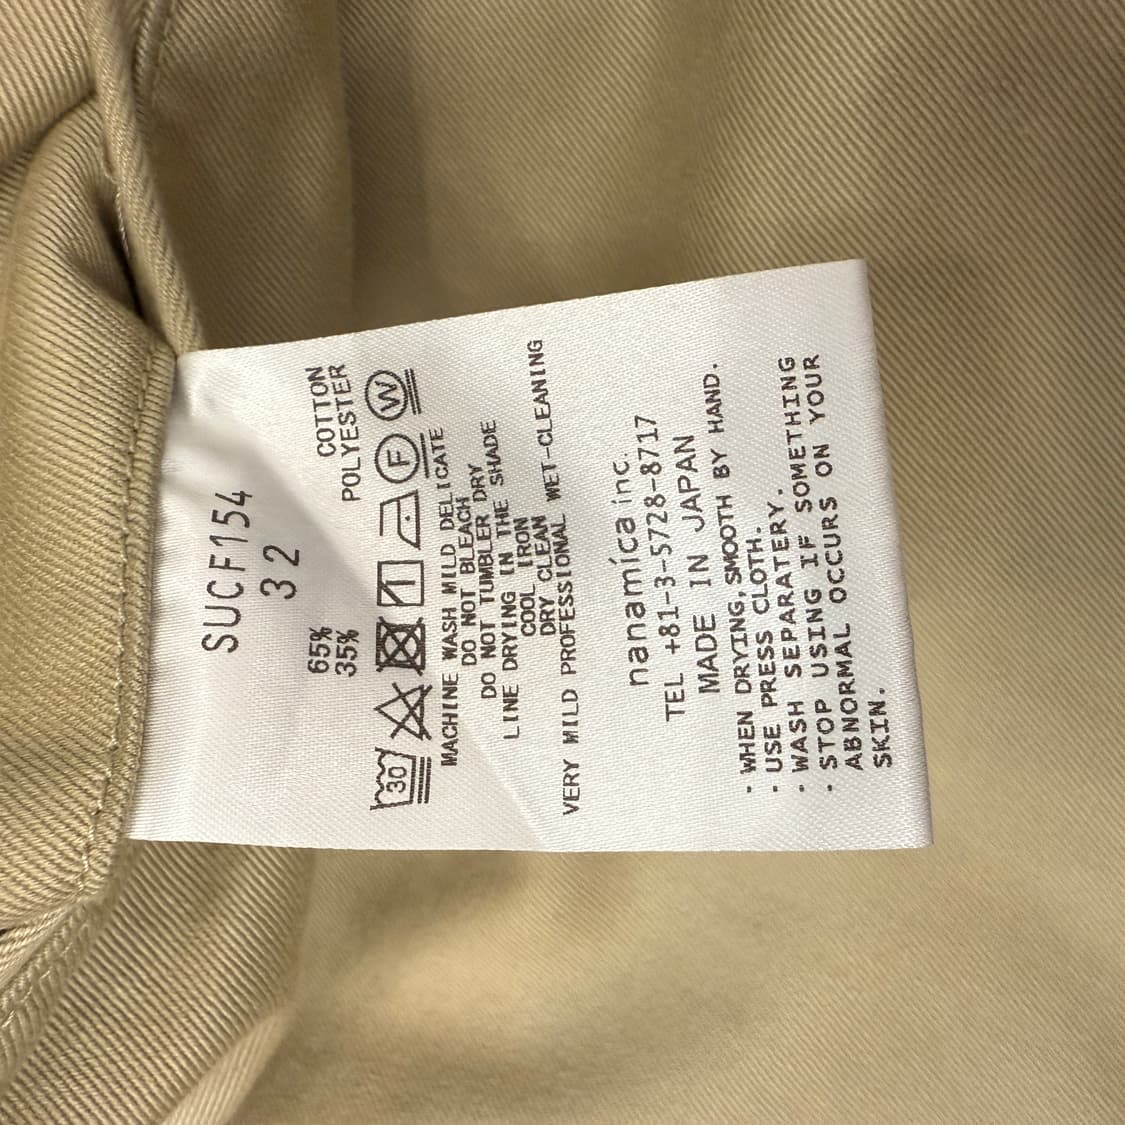 SUCF154
32
65% COTTON
35% POLYESTER
30 F W
MACHINE WASH MILD DELICATE
DO NOT BLEACH
DO NOT TUMBLER DRY
LINE DRYING IN THE SHADE
COOL IRON
DRY CLEAN
VERY MILD PROFESSIONAL WET-CLEANING
nanamíca inc.
TEL +81-3-5728-8717
MADE IN JAPAN
・WHEN DRYING,SMOOTH BY HAND.
・USE PRESS CLOTH.
・WASH SEPARATERY.
・STOP USING IF SOMETHING
ABNORMAL OCCURS ON YOUR
SKIN.